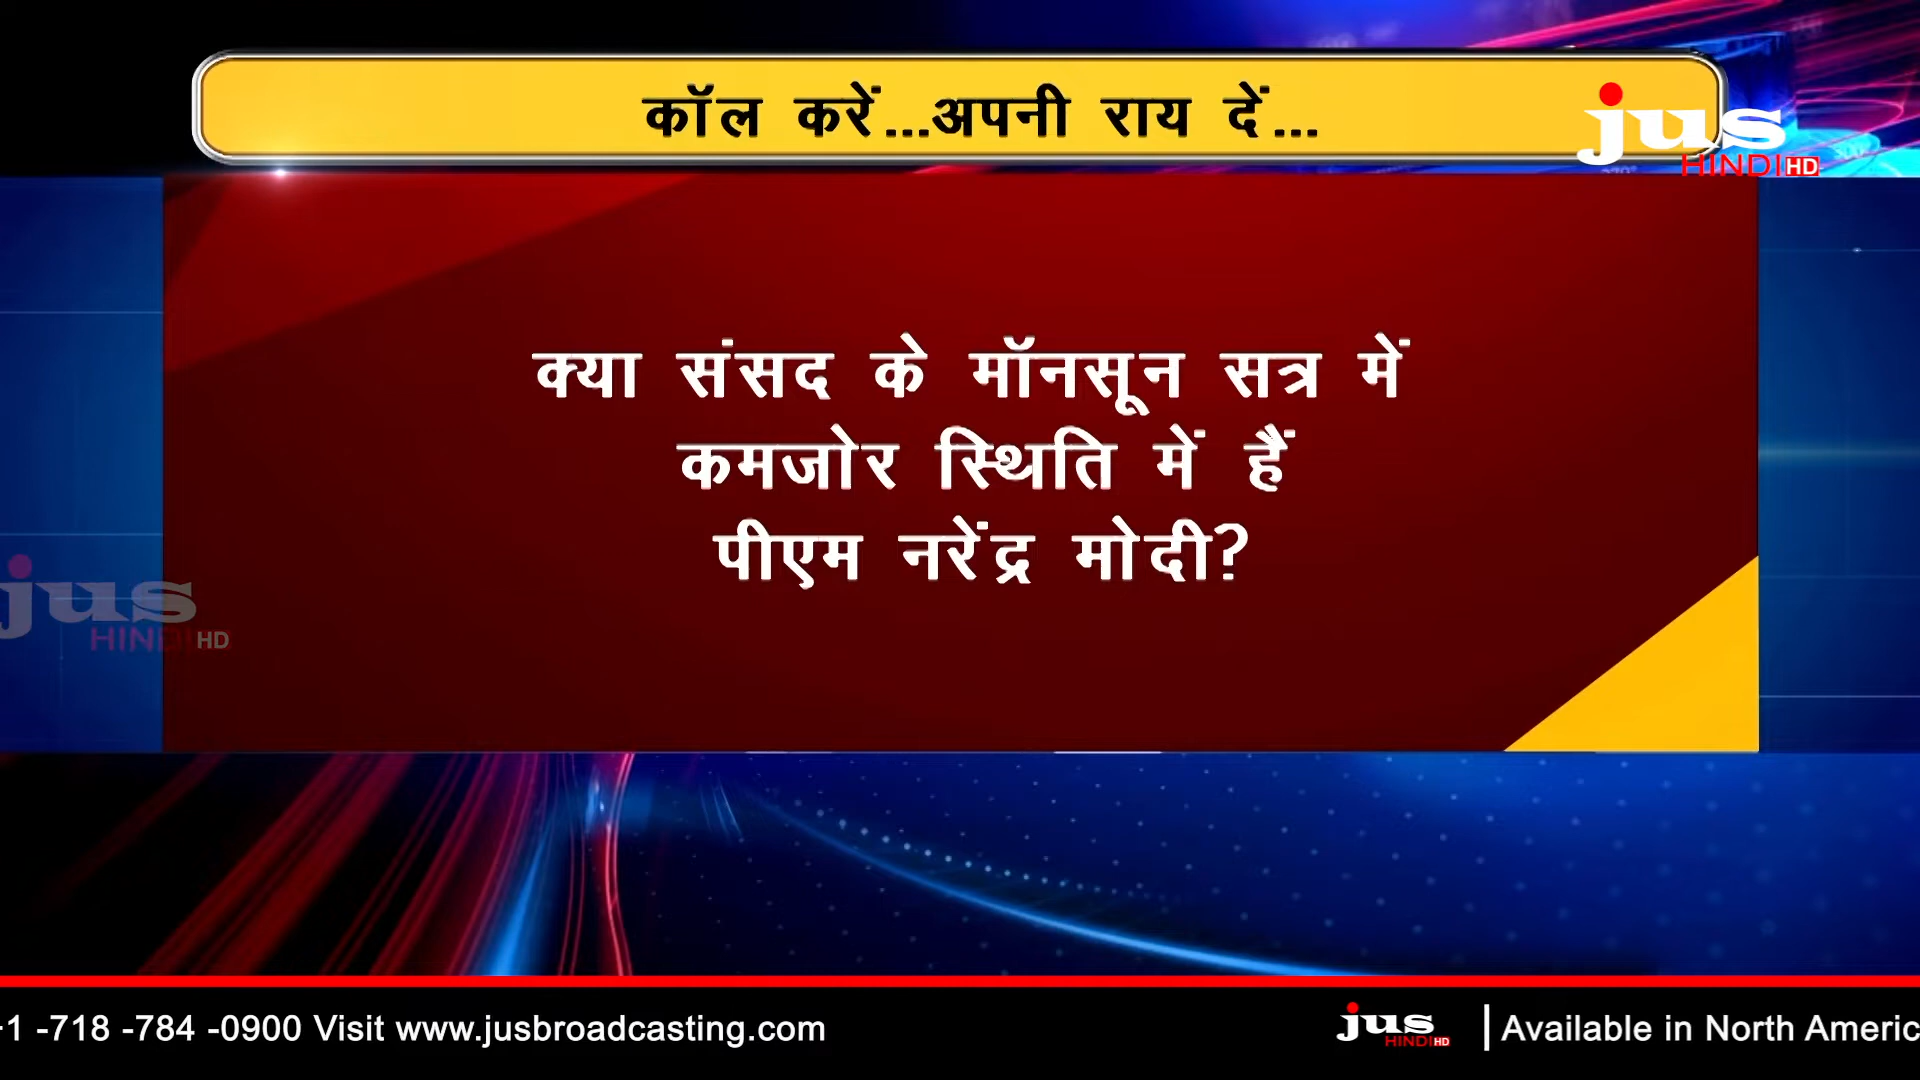 कॉल करें...अपनी राय दें...
jus
HINDI HD
क्या संसद के मॉनसून सत्र में
कमजोर स्थिति में हैं
पीएम नरेंद्र मोदी?
jus
HINDI HD
1 -718 -784 -0900 Visit www.jusbroadcasting.com
jus
HINDI HD
Available in North Americ